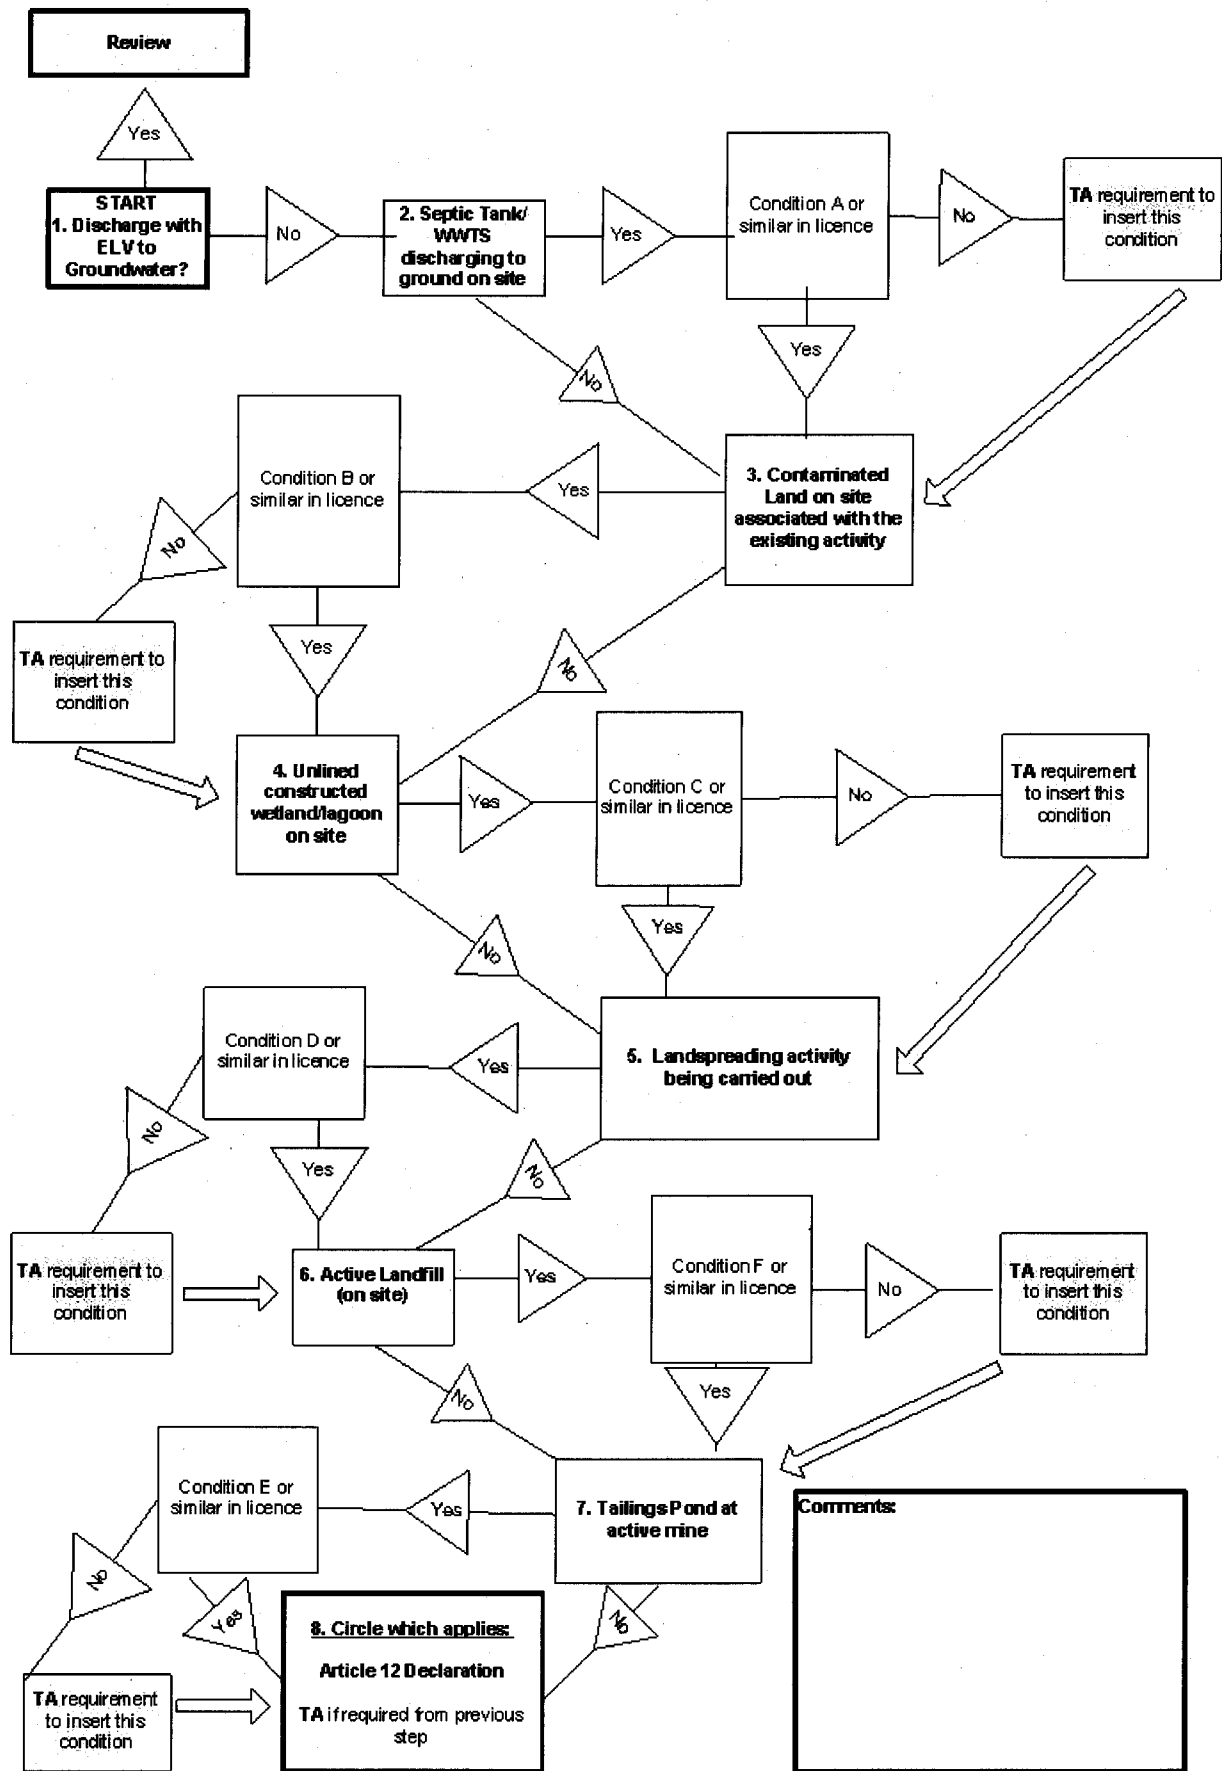 Review
Yes
START
1. Discharge with
ELV to
Groundwater?
No
2. Septic Tank/
WWTS
discharging to
ground on site
Yes
Condition A or
similar in licence
No
TA requirement to
insert this
condition
Yes
No
3. Contaminated
Land on site
associated with the
existing activity
Yes
Condition B or
similar in licence
No
TA requirement to
insert this
condition
Yes
No
4. Unlined
constructed
wetland/lagoon
on site
Yes
Condition C or
similar in licence
No
TA requirement
to insert this
condition
Yes
No
5. Landspreading activity
being carried out
Yes
Condition D or
similar in licence
No
TA requirement to
insert this
condition
Yes
No
6. Active Landfill
(on site)
Yes
Condition F or
similar in licence
No
TA requirement
to insert this
condition
Yes
No
7. Tailings Pond at
active mine
Yes
Condition E or
similar in licence
No
TA requirement
to insert this
condition
Yes
No
8. Circle which applies:
Article 12 Declaration
TA if required from previous
step
Comments: